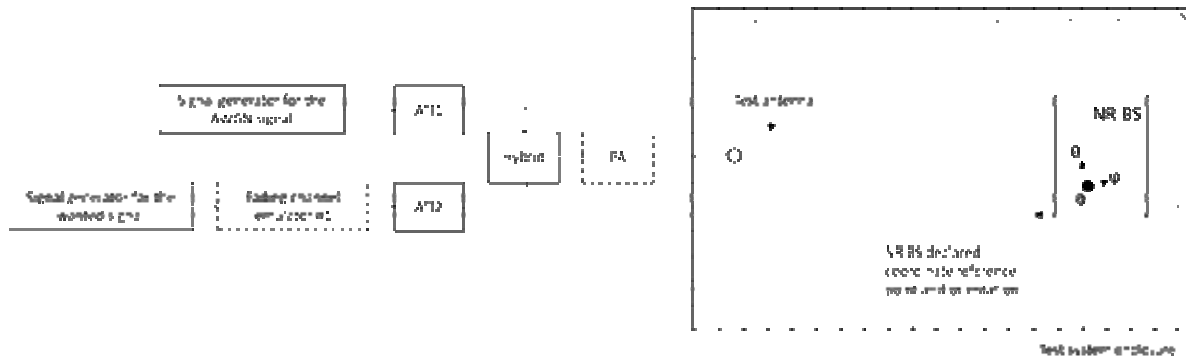 Signal generator for the
AWGN signal
ATT1
Test antenna
NR BS
Hybrid
PA
θ
φ
Signal generator for the
wanted signal
Fading channel
emulator #1
ATT2
NR BS declared
coordinate reference
point and orientation
Test system enclosure